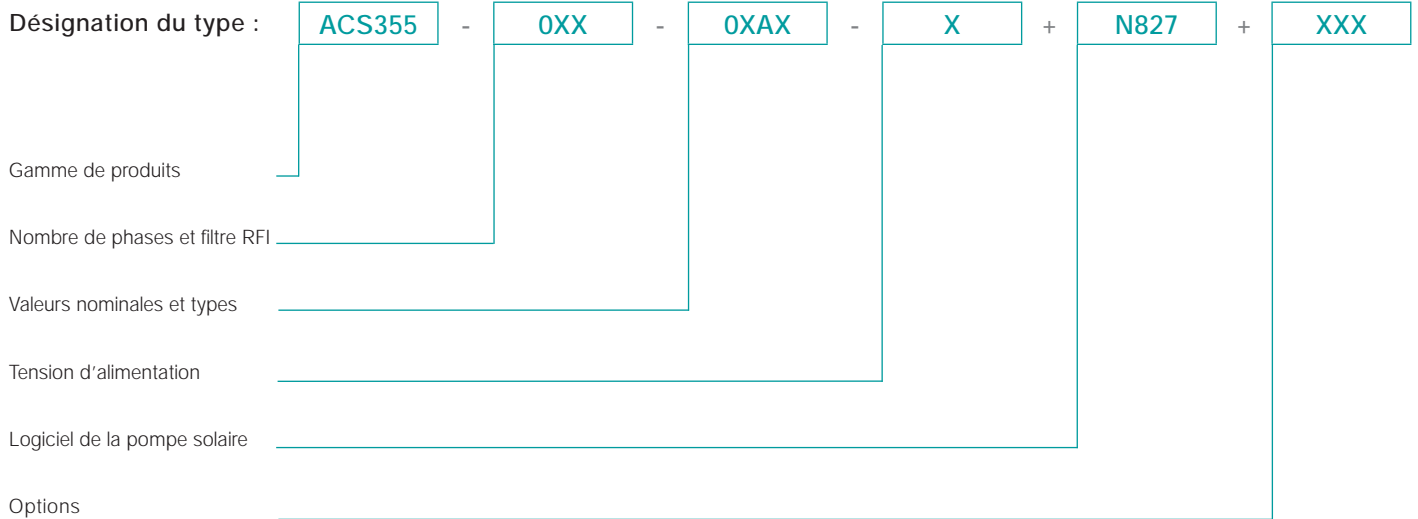 Désignation du type : ACS355 - 0XX - 0XAX - X + N827 + XXX
Gamme de produits
Nombre de phases et filtre RFI
Valeurs nominales et types
Tension d’alimentation
Logiciel de la pompe solaire
Options